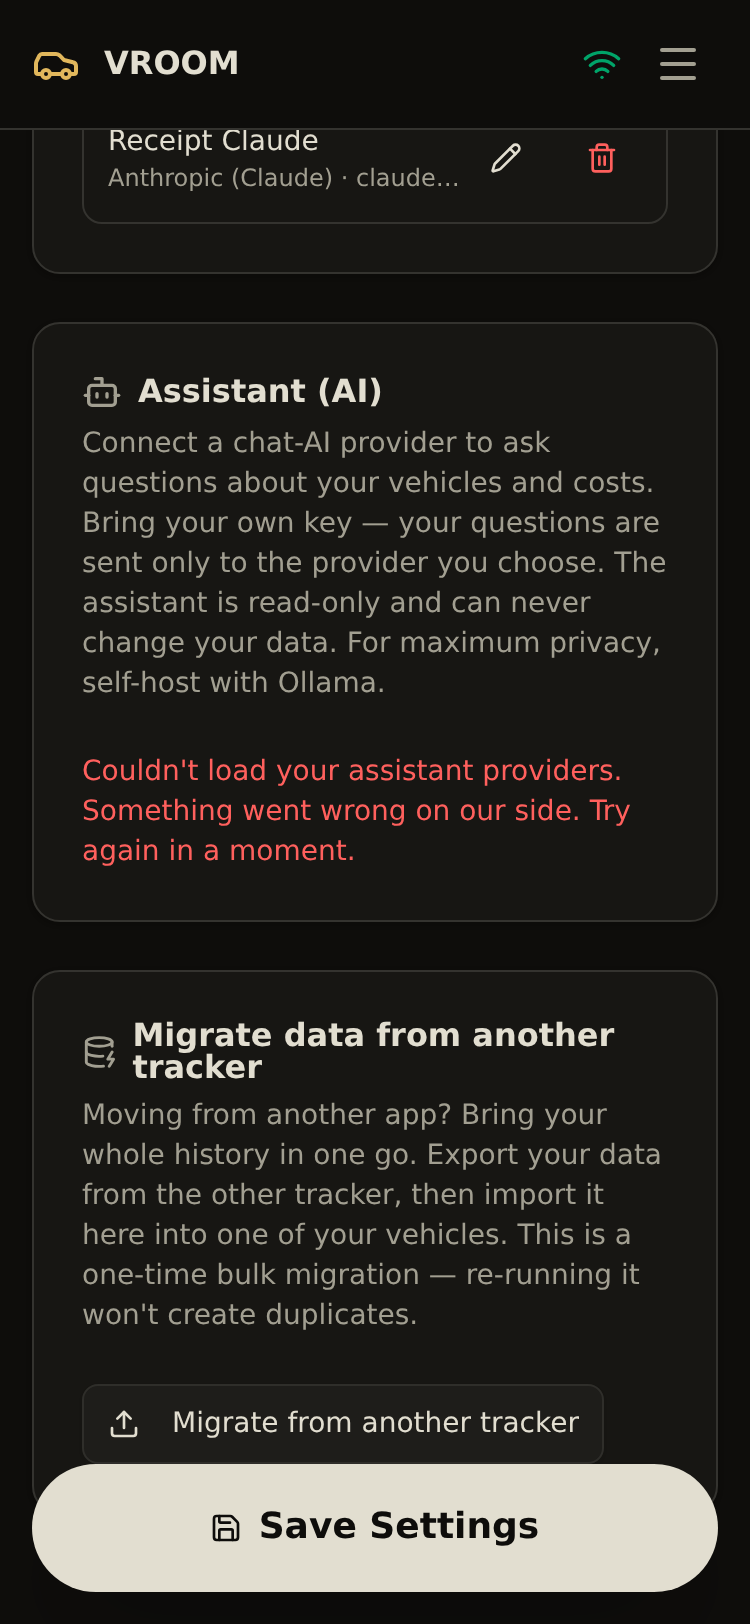 VROOM
Receipt Claude
Anthropic (Claude) · claude...
Assistant (AI)
Connect a chat-AI provider to ask
questions about your vehicles and costs.
Bring your own key — your questions are
sent only to the provider you choose. The
assistant is read-only and can never
change your data. For maximum privacy,
self-host with Ollama.
Couldn't load your assistant providers.
Something went wrong on our side. Try
again in a moment.
Migrate data from another
tracker
Moving from another app? Bring your
whole history in one go. Export your data
from the other tracker, then import it
here into one of your vehicles. This is a
one-time bulk migration — re-running it
won't create duplicates.
Migrate from another tracker
Save Settings